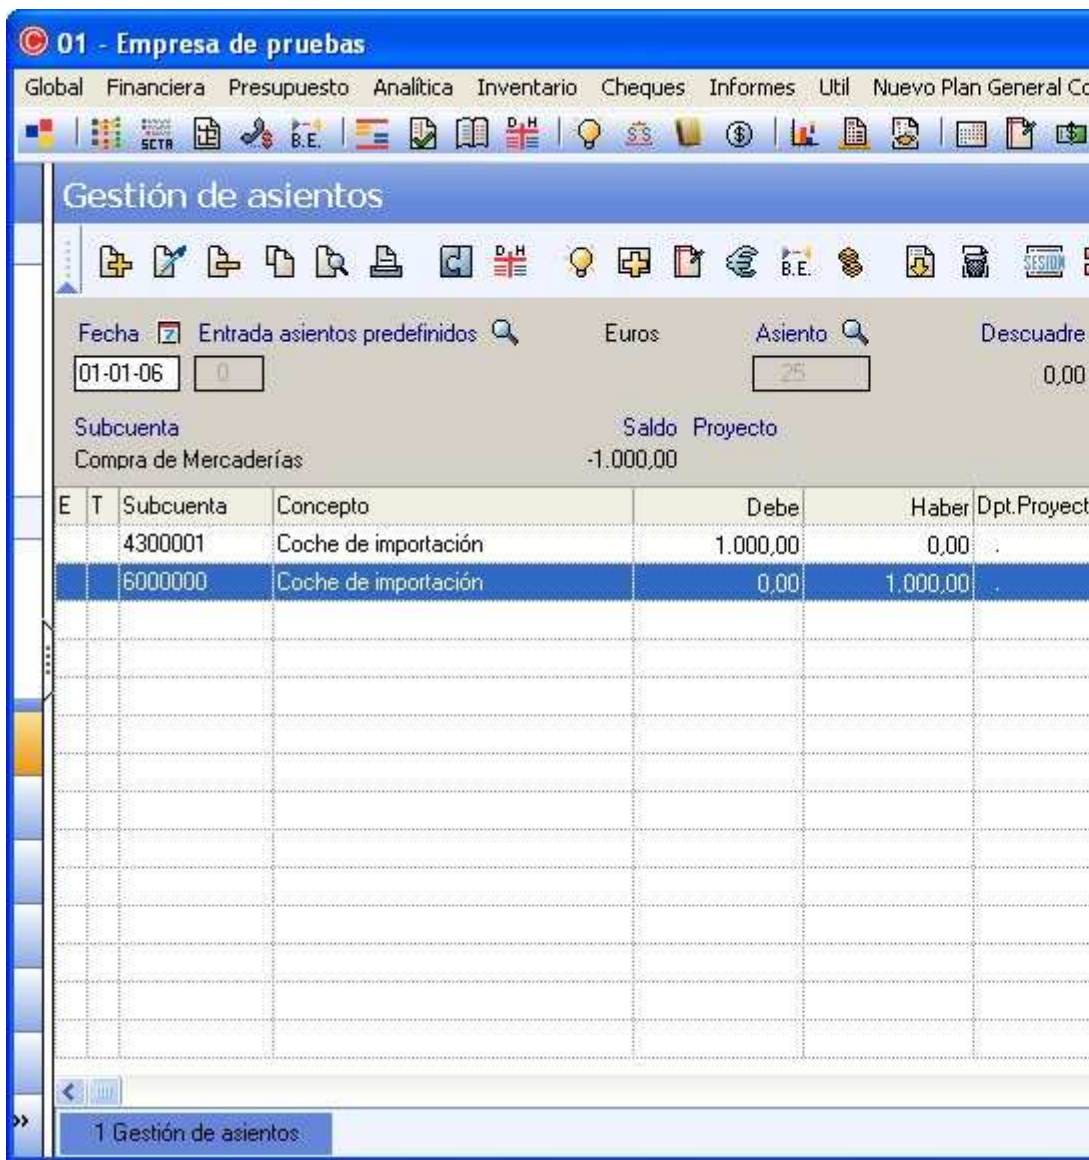 01 - Empresa de pruebas
Global Financiera Presupuesto Analítica Inventario Cheques Informes Util Nuevo Plan General Co
SCTA B.E. D H S S
Gestión de asientos
D H B.E. SESION
Fecha 7 Entrada asientos predefinidos Euros Asiento Descuadre
01-01-06 0 25 0,00
Subcuenta Saldo Proyecto
Compra de Mercaderías -1.000,00
E T Subcuenta Concepto Debe Haber Dpt.Proyect
4300001 Coche de importación 1.000,00 0,00 .
6000000 Coche de importación 0,00 1.000,00 .
1 Gestión de asientos